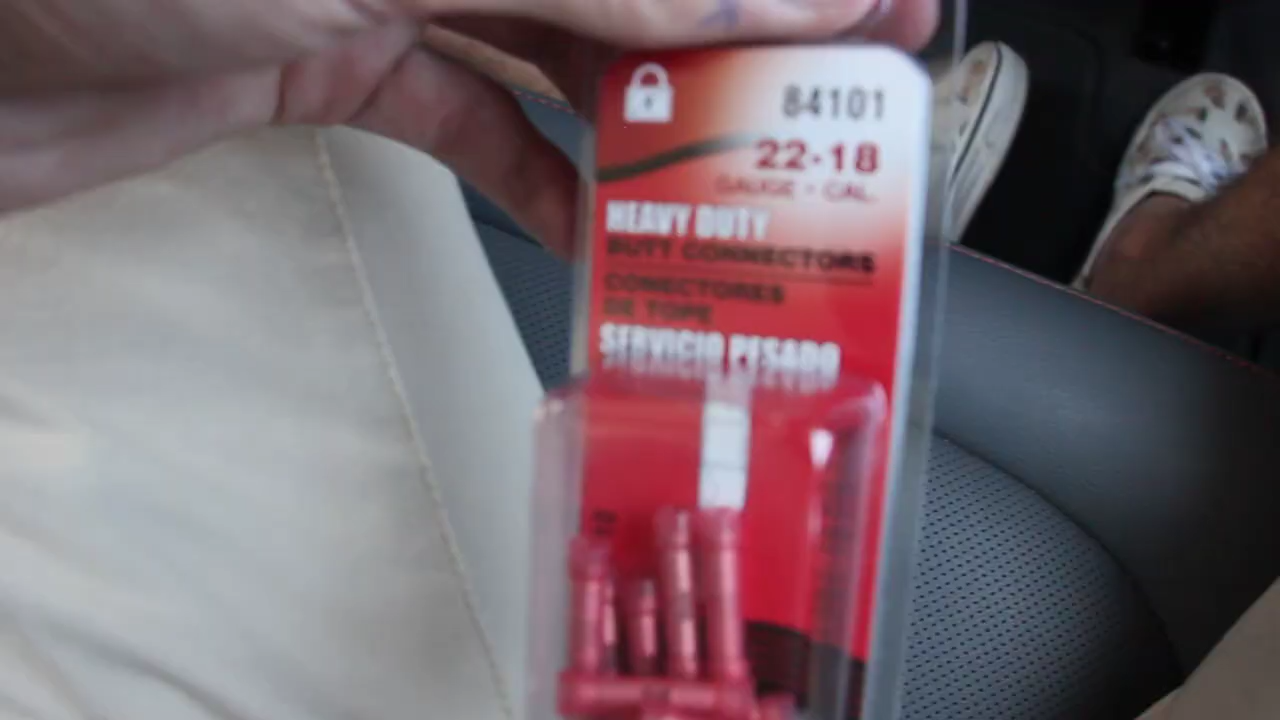 84101
22-18
GAUGE - CAL.
HEAVY DUTY
BUTT CONNECTORS
CONECTORES
DE TOPE
SERVICIO PESADO